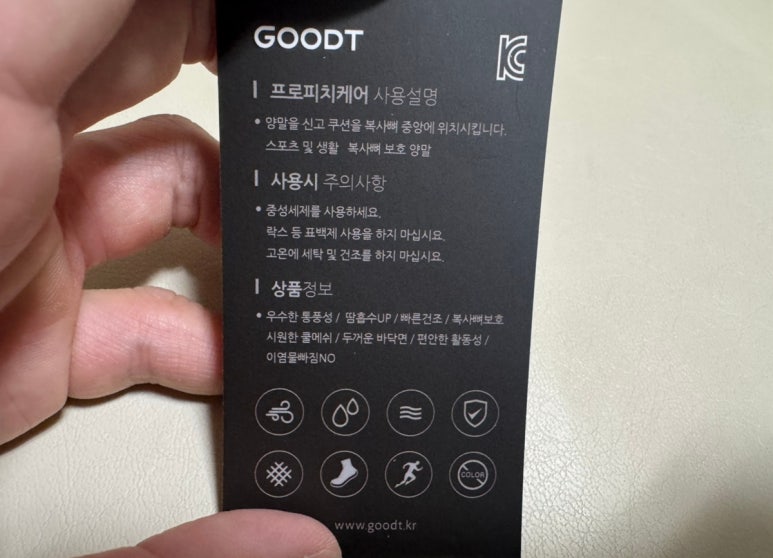 GOODT
KC
프로피치케어 사용설명
• 양말을 신고 쿠션을 복사뼈 중앙에 위치시킵니다.
스포츠 및 생활 복사뼈 보호 양말
사용시 주의사항
• 중성세제를 사용하세요.
락스 등 표백제 사용을 하지 마십시요.
고온에 세탁 및 건조를 하지 마십시요.
상품정보
• 우수한 통풍성 / 땀흡수UP / 빠른건조 / 복사뼈보호
시원한 쿨메쉬 / 두꺼운 바닥면 / 편안한 활동성 /
이염물빠짐NO
COLOR
www.goodt.kr